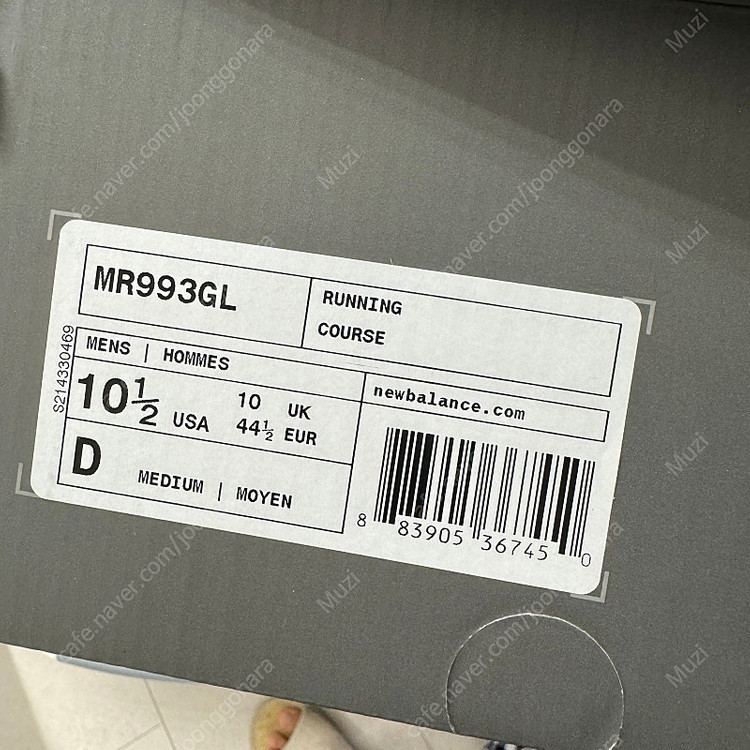 MR993GL
RUNNING
COURSE
S214330469
MENS | HOMMES
10½ USA
10 UK
44½ EUR
newbalance.com
D
MEDIUM | MOYEN
8 83905 36745 0
cafe.naver.com/joonggonara
Muzi